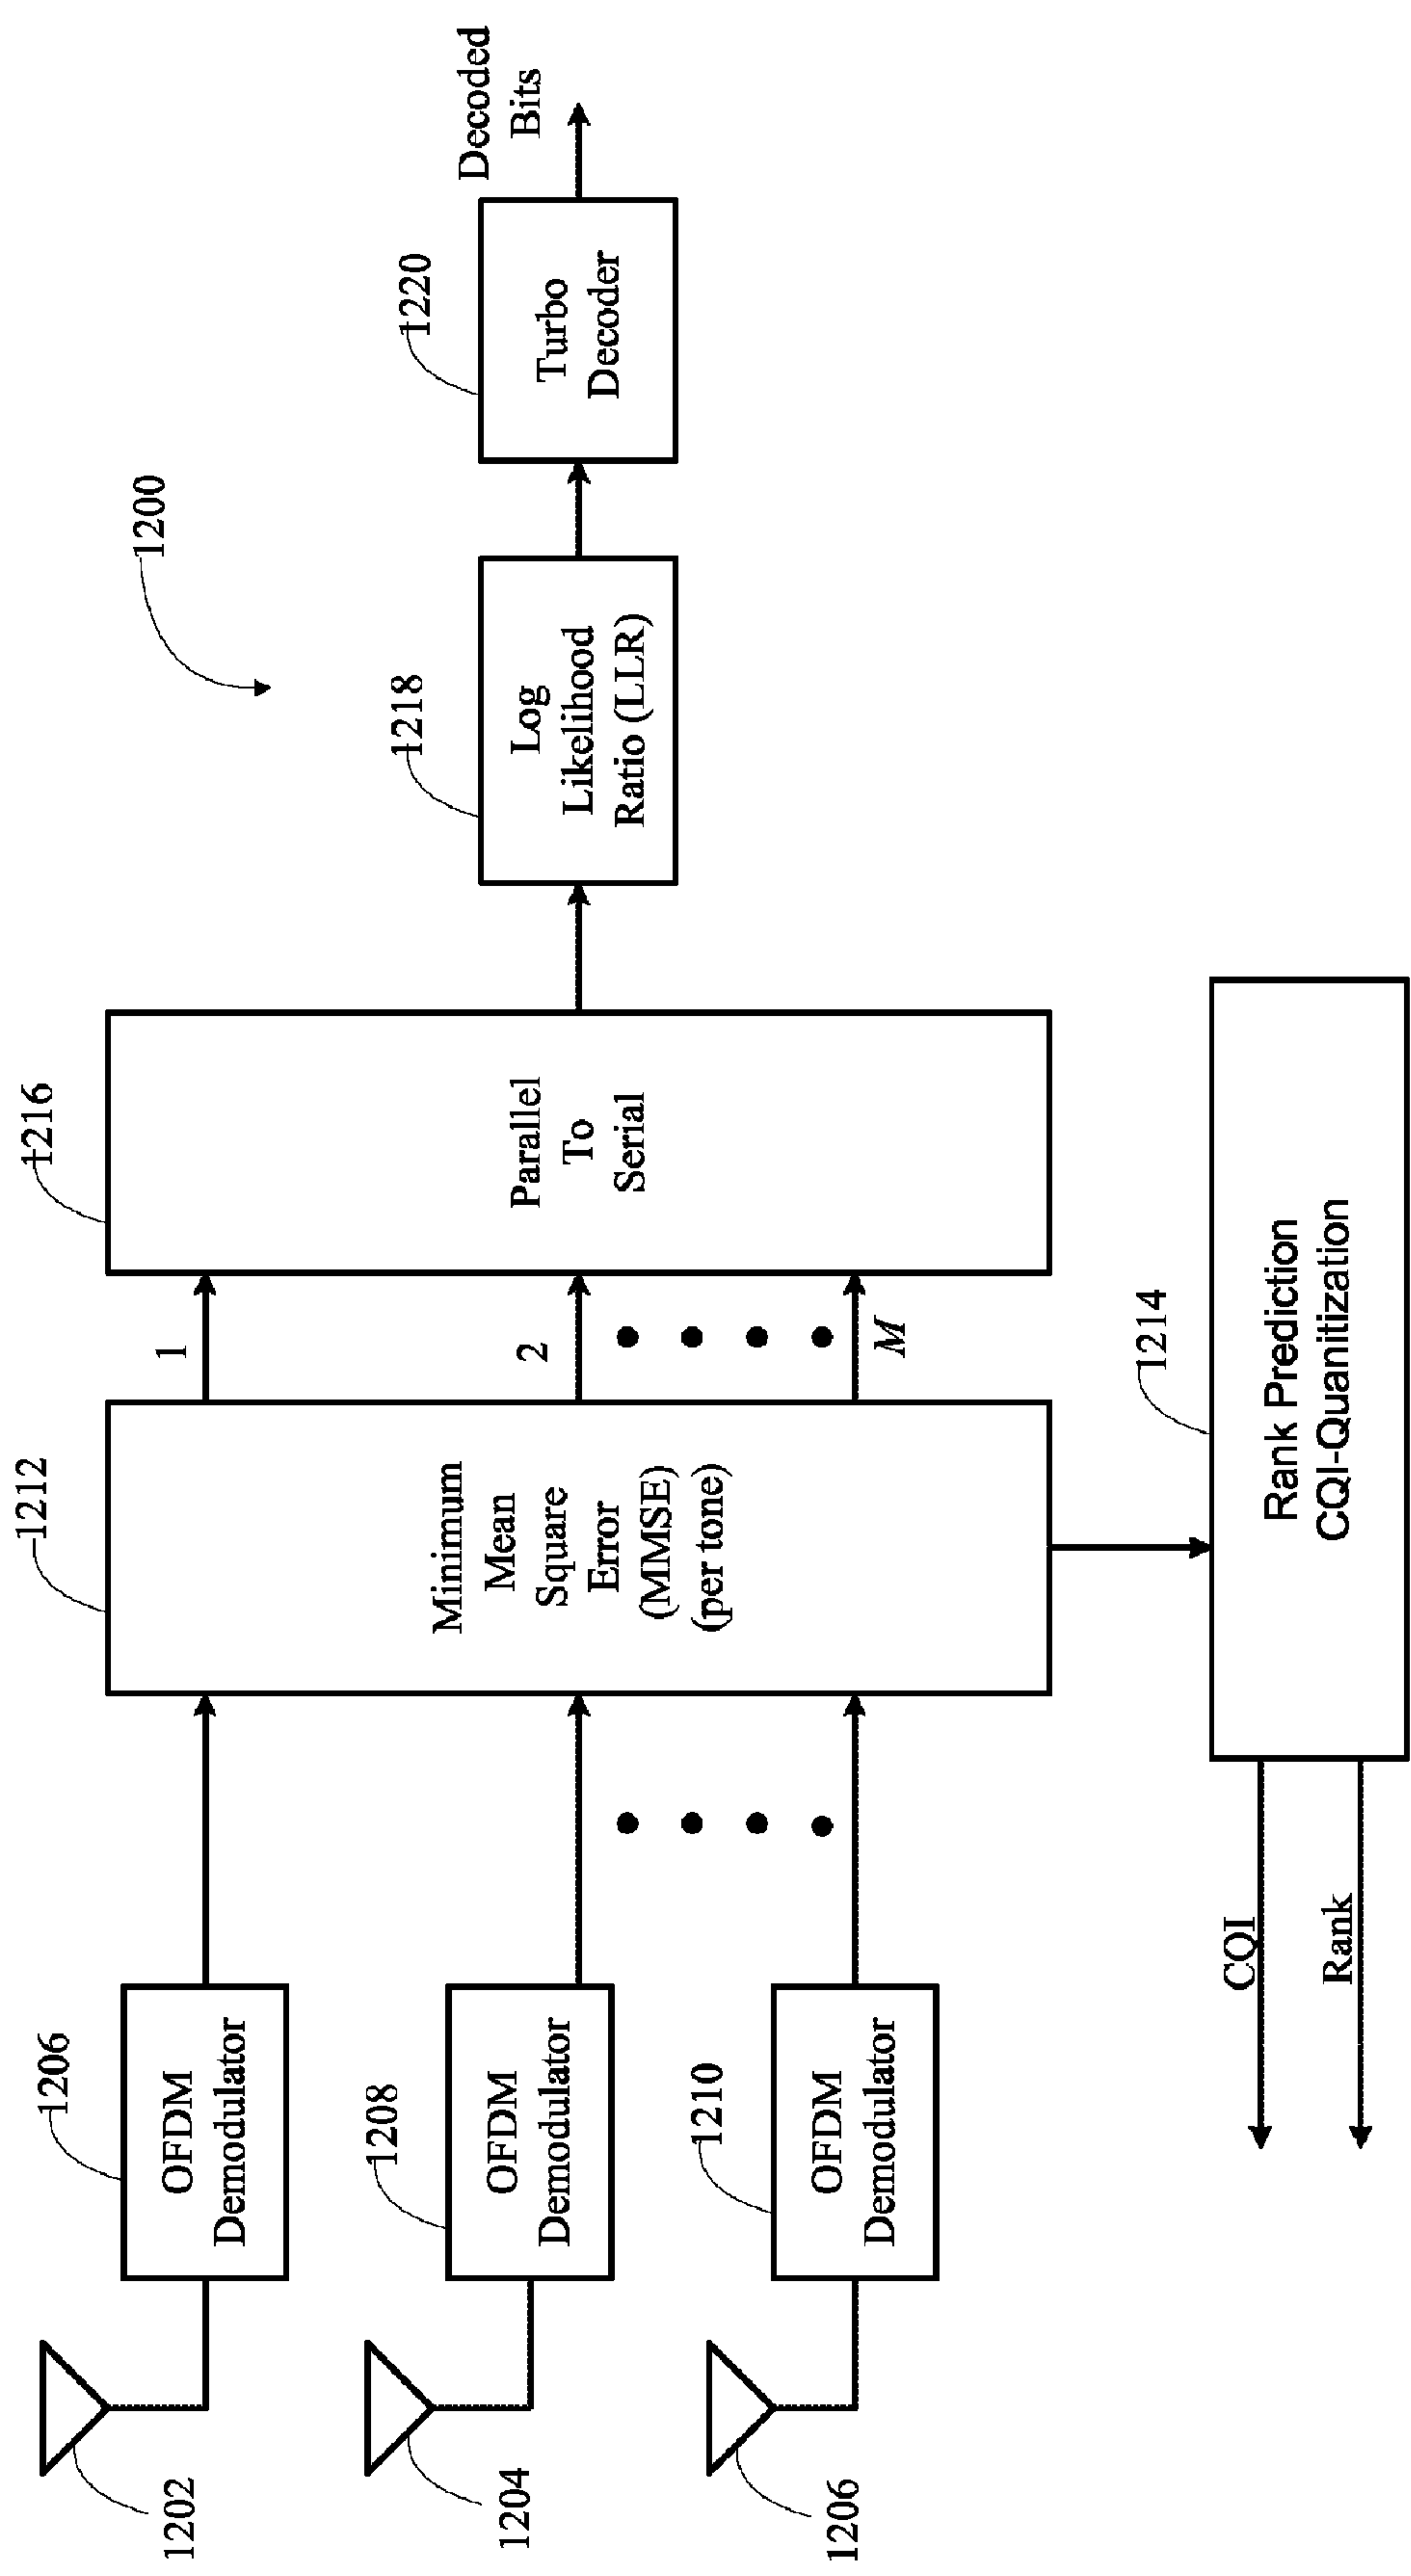 1200
1202
1204
1206
1206
OFDM
Demodulator
1208
OFDM
Demodulator
1210
OFDM
Demodulator
1212
Minimum
Mean
Square
Error
(MMSE)
(per tone)
1
2
M
1216
Parallel
To
Serial
1218
Log
Likelihood
Ratio (LLR)
1220
Turbo
Decoder
Decoded
Bits
1214
Rank Prediction
CQI-Quanitization
CQI
Rank